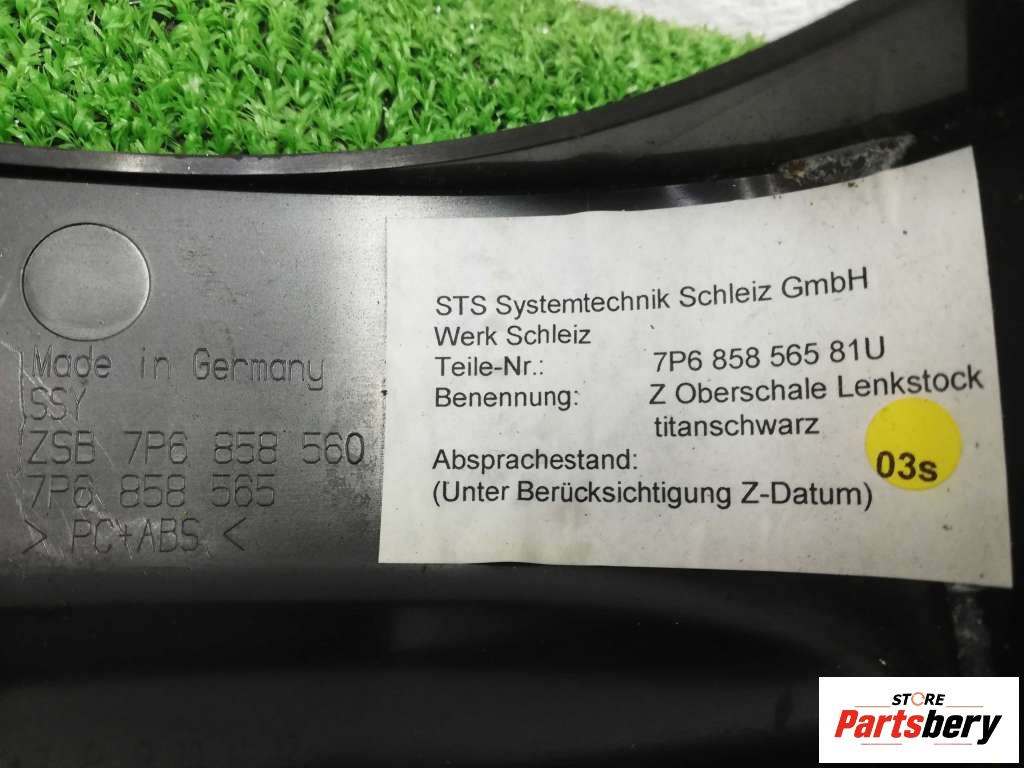 STS Systemtechnik Schleiz GmbH
Werk Schleiz
Teile-Nr.: 7P6 858 565 81U
Benennung: Z Oberschale Lenkstock
titanschwarz
Absprachestand:
(Unter Berücksichtigung Z-Datum)
03s
Made in Germany
SSY
ZSB 7P6 858 560
7P6 858 565
> PC+ABS <
STORE
Partsbery